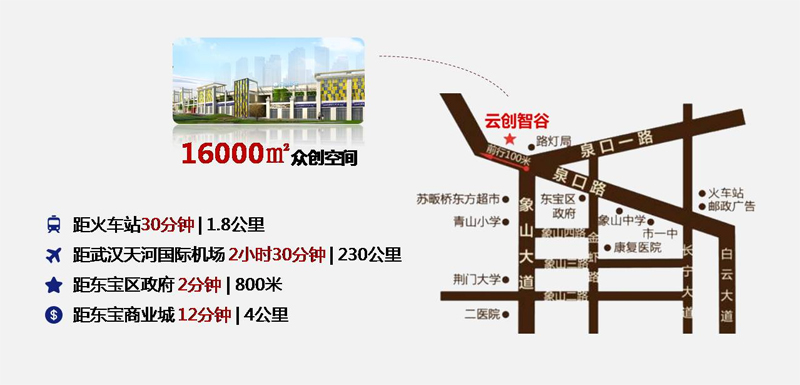 16000㎡众创空间
距火车站30分钟|1.8公里
距武汉天河国际机场 2小时30分钟|230公里
距东宝区政府 2分钟|800米
距东宝商业城 12分钟|4公里
云创智谷
路灯局
前行100米
泉口一路
泉口路
苏畈桥东方超市
东宝区政府
火车站
邮政广告
青山小学
象山中学
市一中
象山四路
康复医院
象山大道
金虾路
长宁大道
白云大道
象山三路
荆门大学
象山二路
二医院